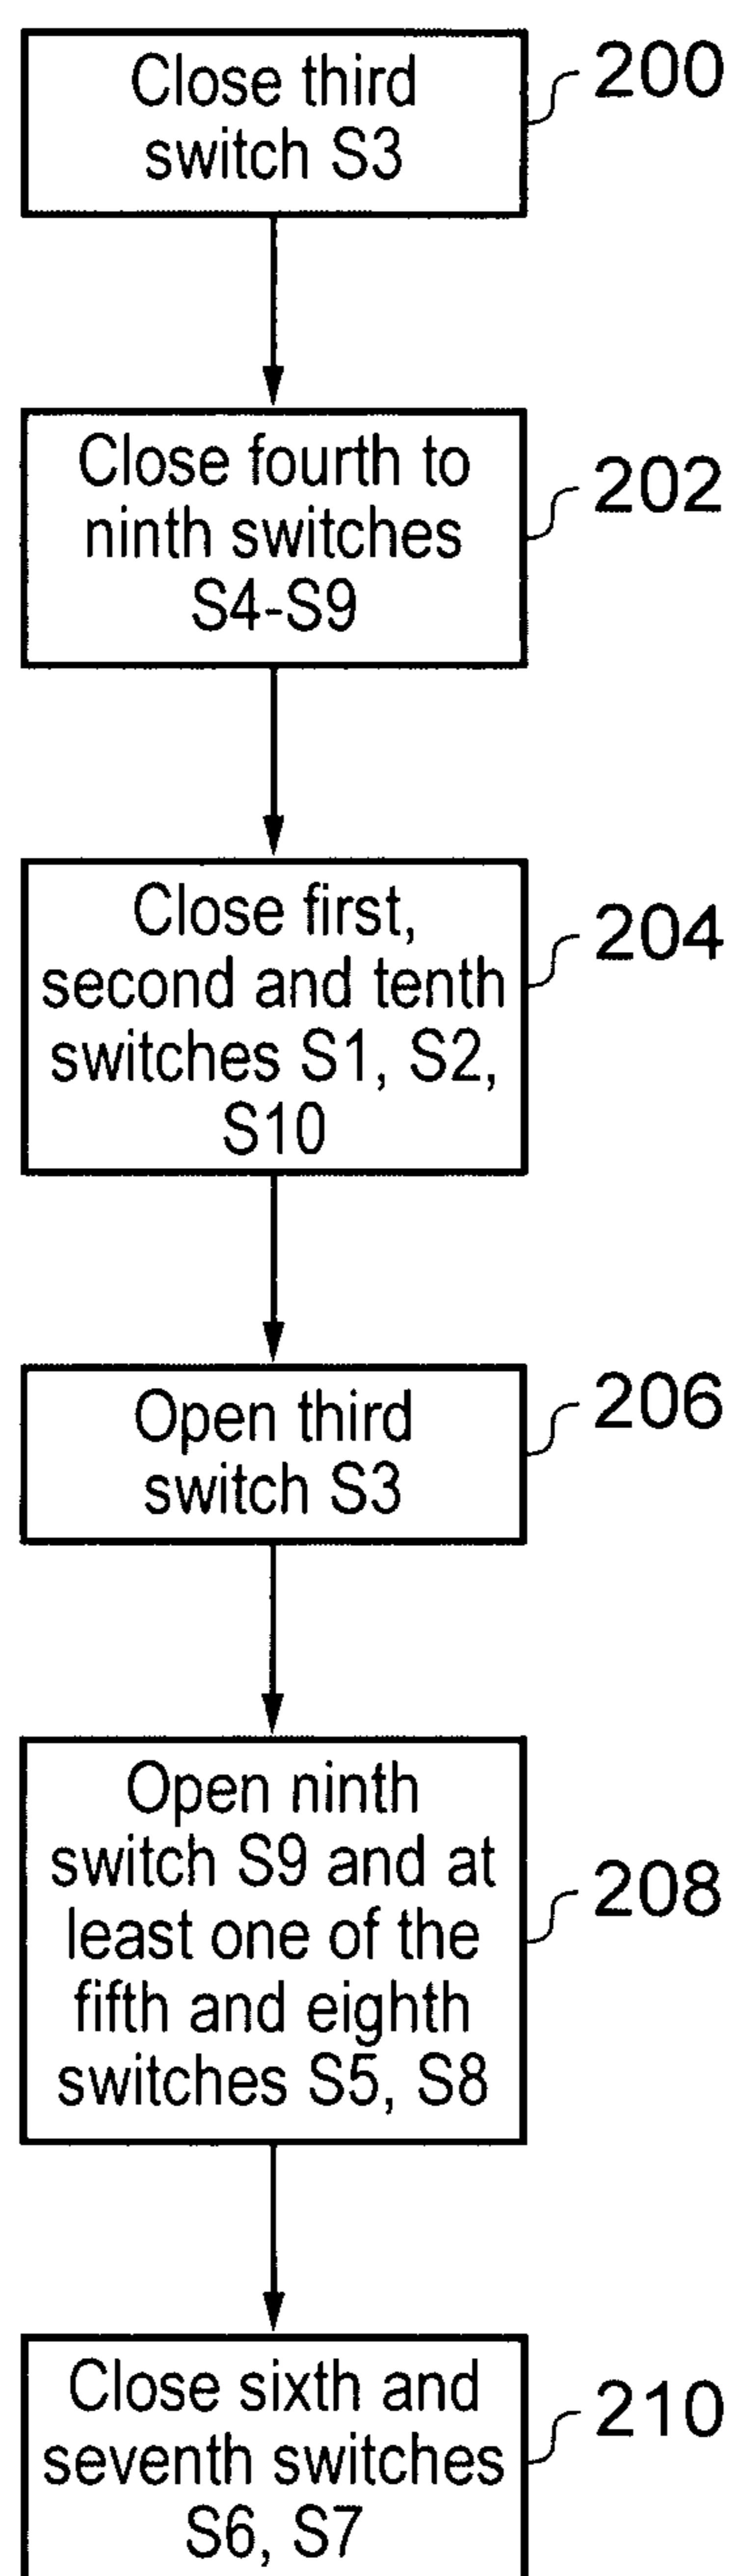 Close third
switch S3
200
Close fourth to
ninth switches
S4-S9
202
Close first,
second and tenth
switches S1, S2,
S10
204
Open third
switch S3
206
Open ninth
switch S9 and at
least one of the
fifth and eighth
switches S5, S8
208
Close sixth and
seventh switches
S6, S7
210